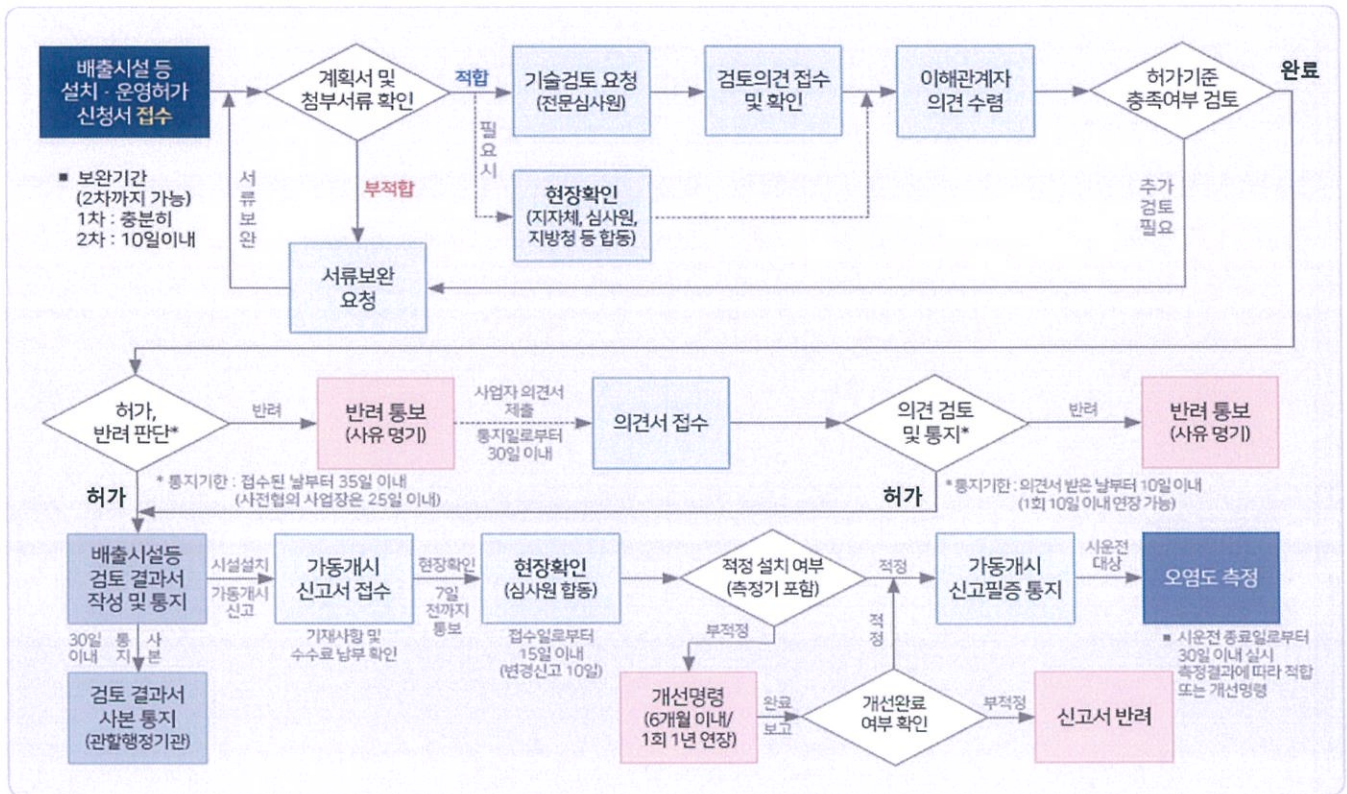 배출시설 등
설치·운영허가
신청서 접수
계획서 및
첨부서류 확인
적합
기술검토 요청
(전문심사원)
검토의견 접수
및 확인
이해관계자
의견 수렴
허가기준
충족여부 검토
완료
■ 보완기간
(2차까지 가능)
1차 : 충분히
2차 : 10일이내
서류보완
부적합
필요시
현장확인
(지자체, 심사원,
지방청 등 합동)
추가
검토
필요
서류보완
요청
허가,
반려 판단*
반려
반려 통보
(사유 명기)
사업자 의견서
제출
통지일로부터
30일 이내
의견서 접수
의견 검토
및 통지*
반려
반려 통보
(사유 명기)
* 통지기한 : 접수된 날부터 35일 이내
(사전협의 사업장은 25일 이내)
허가
허가
* 통지기한 : 의견서 받은 날부터 10일 이내
(1회 10일 이내 연장 가능)
배출시설등
검토 결과서
작성 및 통지
시설설치
가동개시
신고
가동개시
신고서 접수
현장확인
7일
전까지
통보
현장확인
(심사원 합동)
적정 설치 여부
(측정기 포함)
적정
가동개시
신고필증 통지
시운전
대상
오염도 측정
30일
이내
통지
사본
기재사항 및
수수료 납부 확인
접수일로부터
15일 이내
(변경신고 10일)
부적정
적정
■ 시운전 종료일로부터
30일 이내 실시
측정결과에 따라 적합
또는 개선명령
검토 결과서
사본 통지
(관할행정기관)
개선명령
(6개월 이내/
1회 1년 연장)
완료
보고
개선완료
여부 확인
부적정
신고서 반려